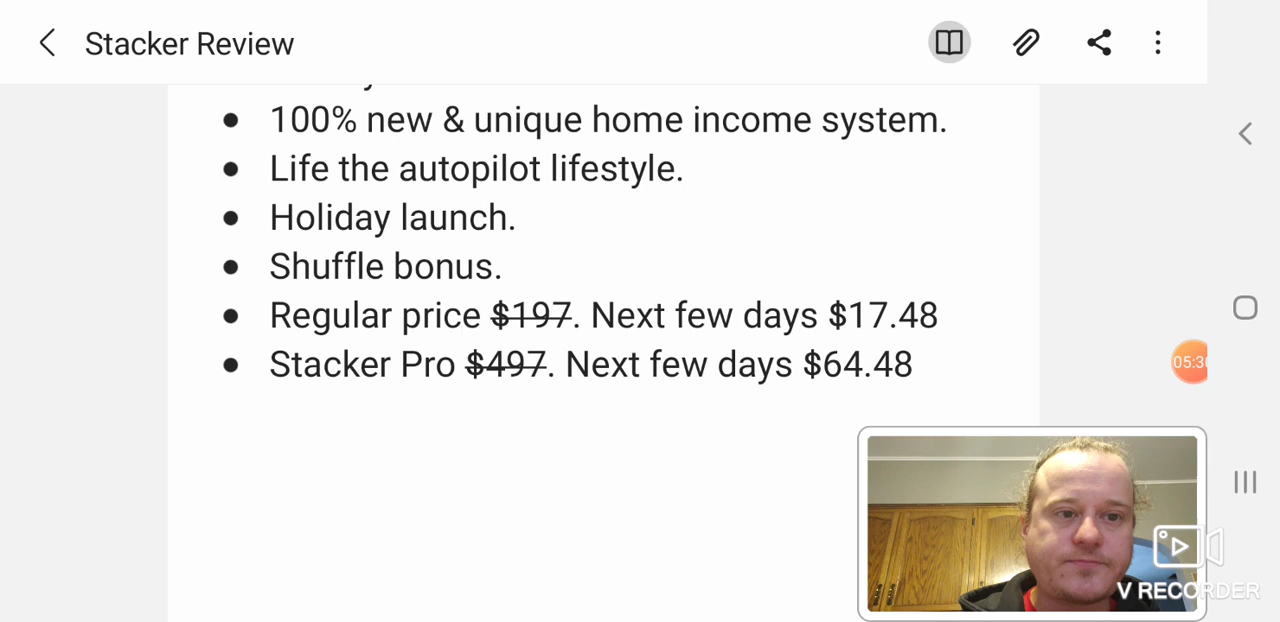 Stacker Review
100% new & unique home income system.
Life the autopilot lifestyle.
Holiday launch.
Shuffle bonus.
Regular price $197. Next few days $17.48
Stacker Pro $497. Next few days $64.48
V RECORDER